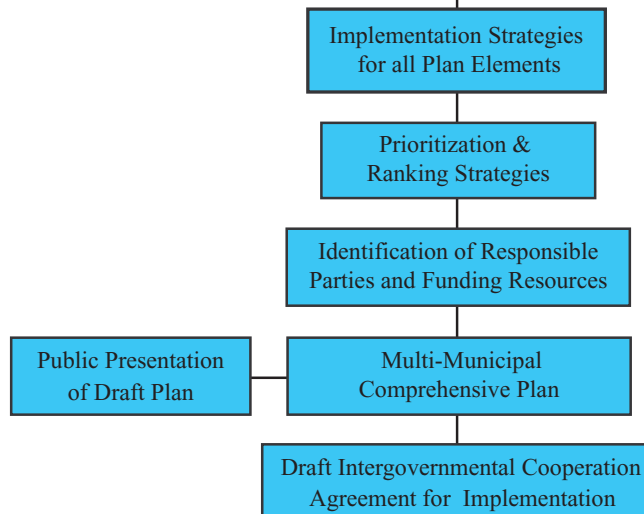 Implementation Strategies
for all Plan Elements
Prioritization &
Ranking Strategies
Identification of Responsible
Parties and Funding Resources
Public Presentation
of Draft Plan
Multi-Municipal
Comprehensive Plan
Draft Intergovernmental Cooperation
Agreement for Implementation